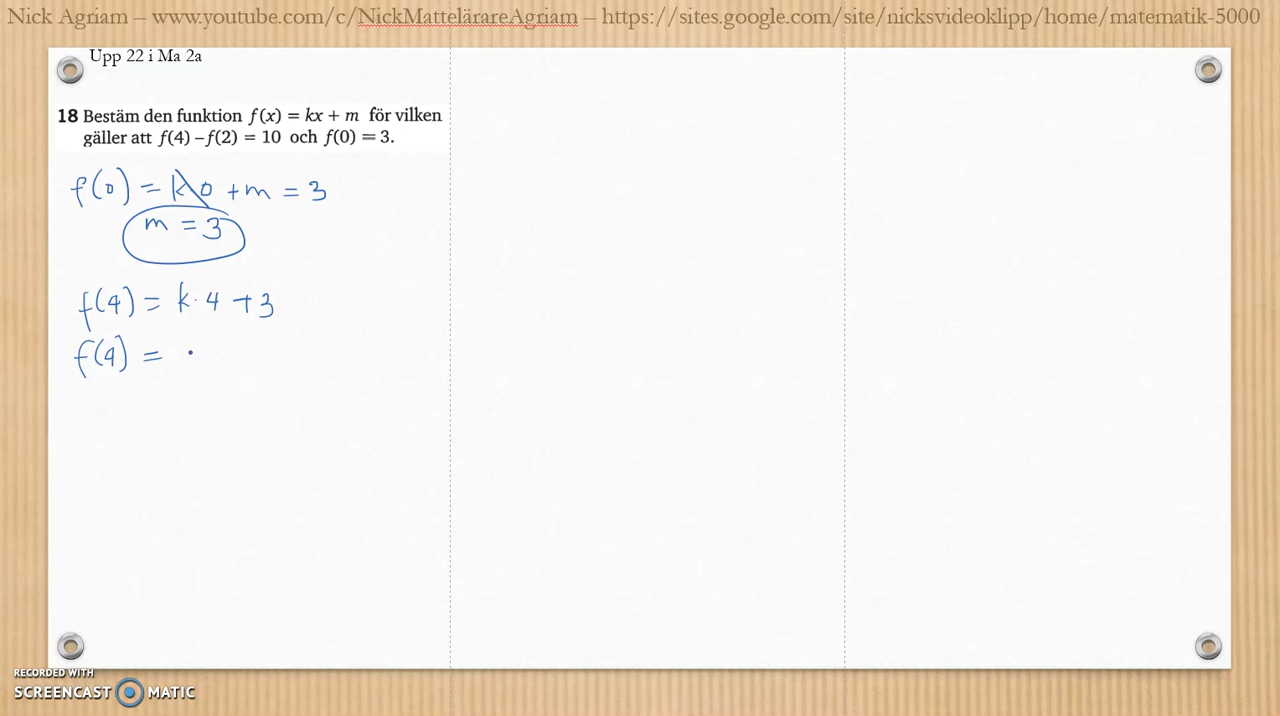 Nick Agriam – www.youtube.com/c/NickMattelärareAgriam – https://sites.google.com/site/nicksvideoklipp/home/matematik-5000
Upp 22 i Ma 2a
18 Bestäm den funktion f(x) = kx + m för vilken
gäller att f(4) – f(2) = 10 och f(0) = 3.
f(0) = k·0 + m = 3
m = 3
f(4) = k·4 + 3
f(4) =
RECORDED WITH
SCREENCAST MATIC